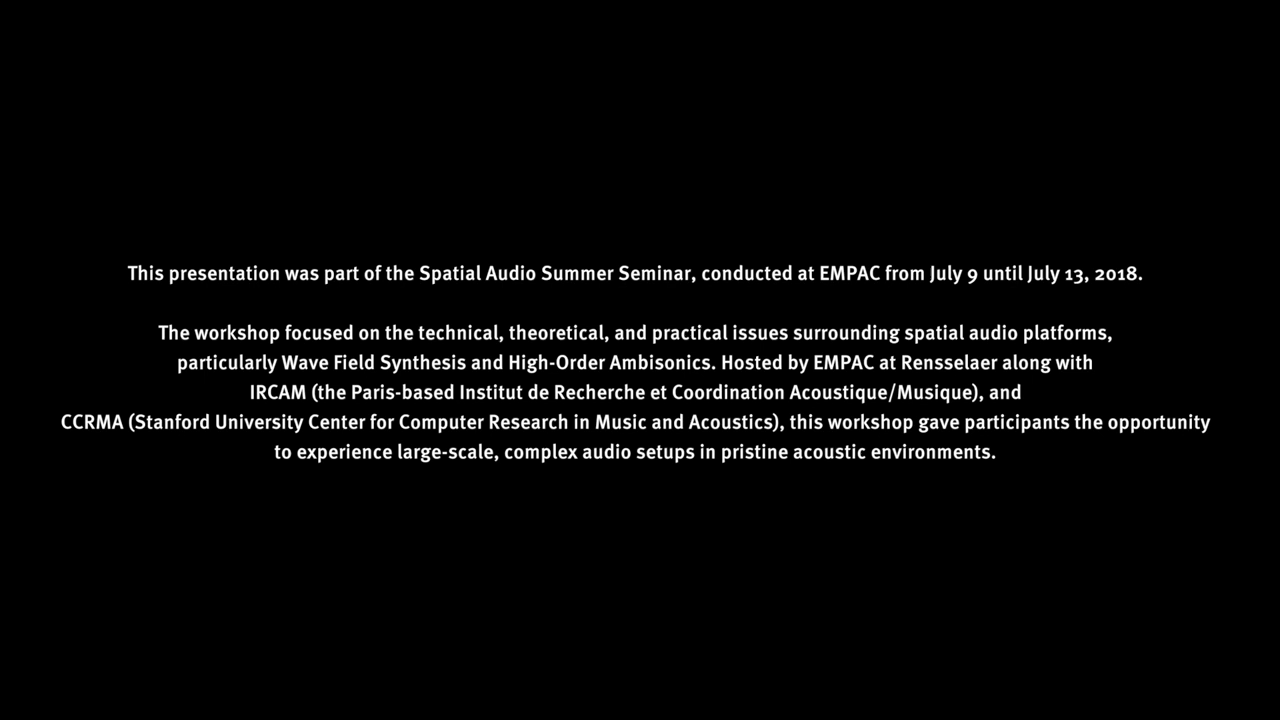 This presentation was part of the Spatial Audio Summer Seminar, conducted at EMPAC from July 9 until July 13, 2018.
The workshop focused on the technical, theoretical, and practical issues surrounding spatial audio platforms,
particularly Wave Field Synthesis and High-Order Ambisonics. Hosted by EMPAC at Rensselaer along with
IRCAM (the Paris-based Institut de Recherche et Coordination Acoustique/Musique), and
CCRMA (Stanford University Center for Computer Research in Music and Acoustics), this workshop gave participants the opportunity
to experience large-scale, complex audio setups in pristine acoustic environments.